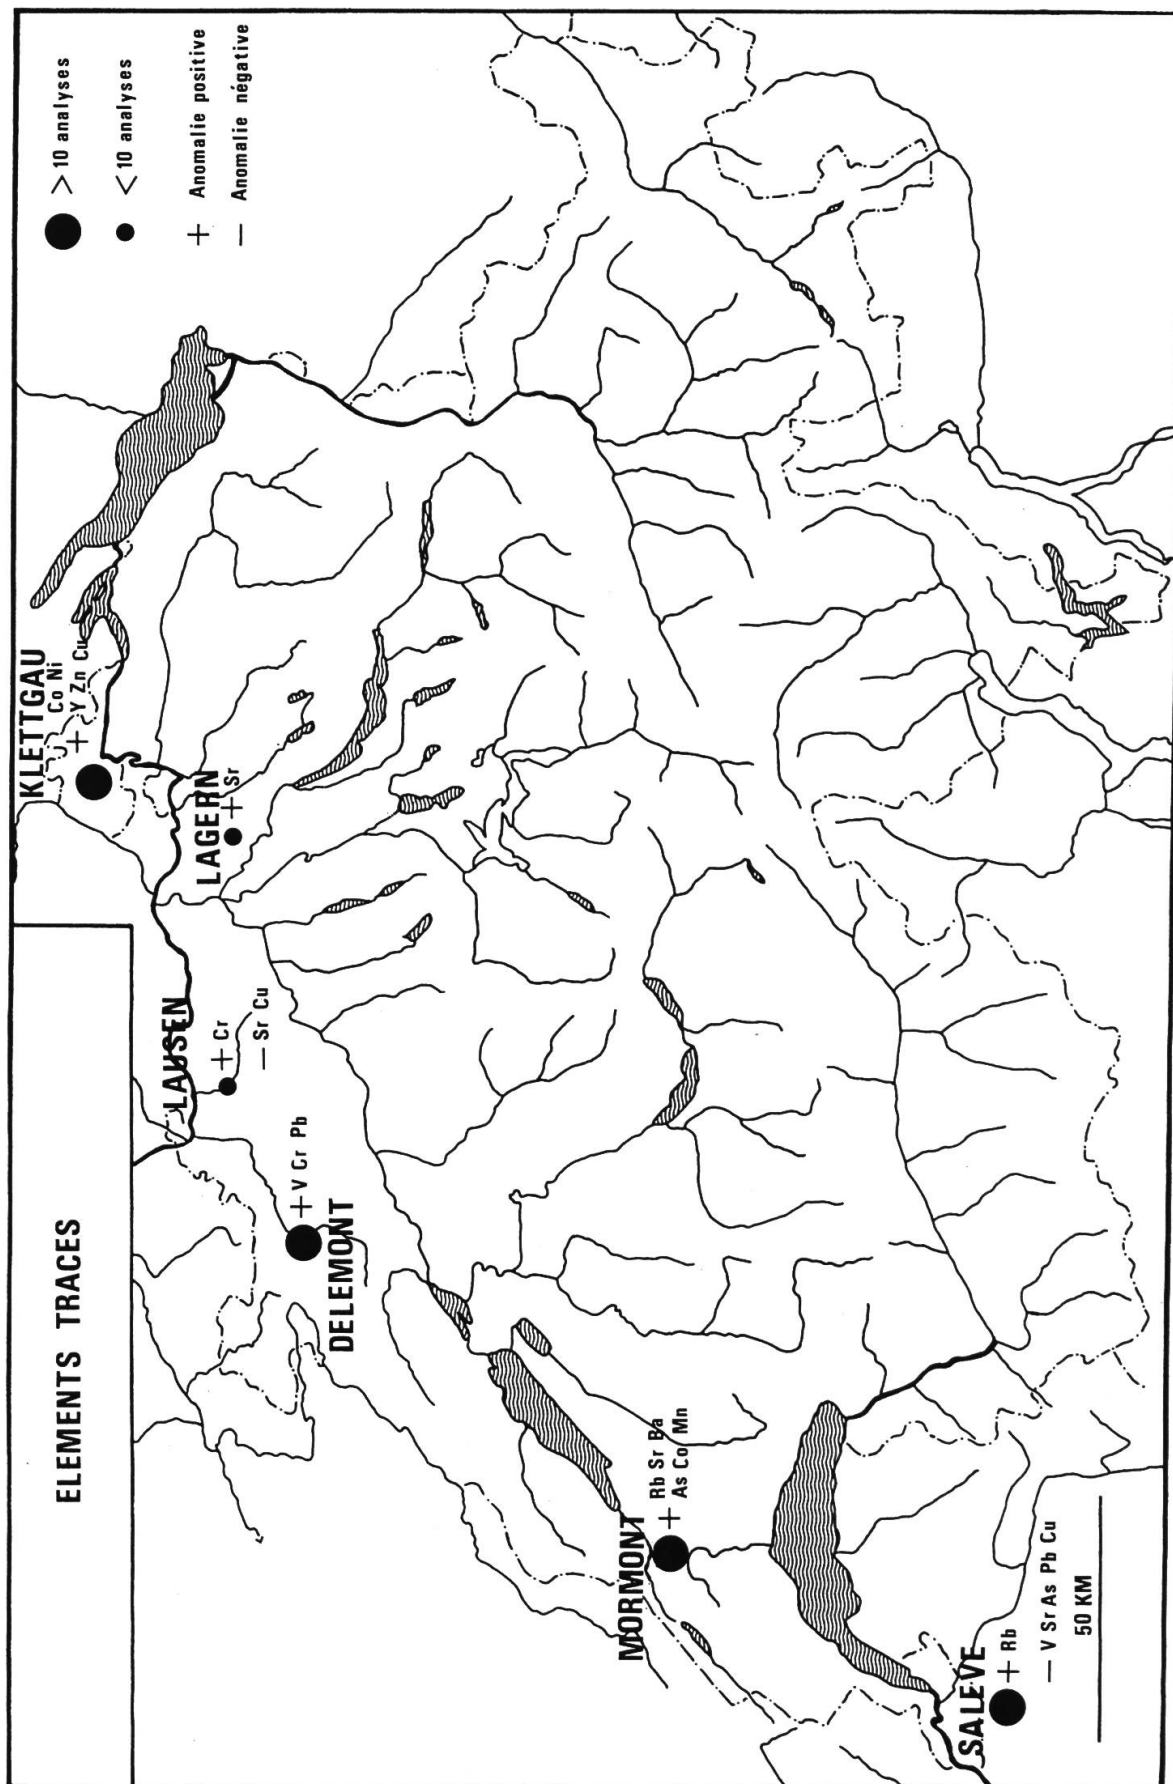 ELEMENTS TRACES
> 10 analyses
< 10 analyses
+ Anomalie positive
— Anomalie négative
KLETTGAU
Co Ni
+ Y Zn Cu
LAGERN
+ Sr
LAUSEN
+ Cr
— Sr Cu
+ V Cr Pb
DELEMONT
MORMONT
+ Rb Sr Ba
As Co Mn
SALEVE
+ Rb
— V Sr As Pb Cu
50 KM